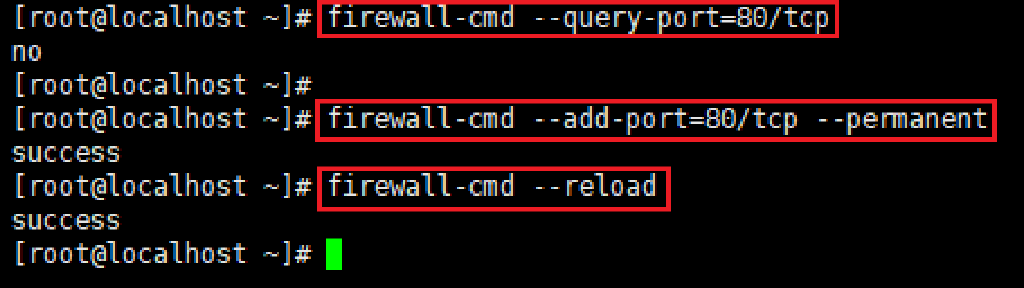 [root@localhost ~]# firewall-cmd --query-port=80/tcp
no
[root@localhost ~]#
[root@localhost ~]# firewall-cmd --add-port=80/tcp --permanent
success
[root@localhost ~]# firewall-cmd --reload
success
[root@localhost ~]#